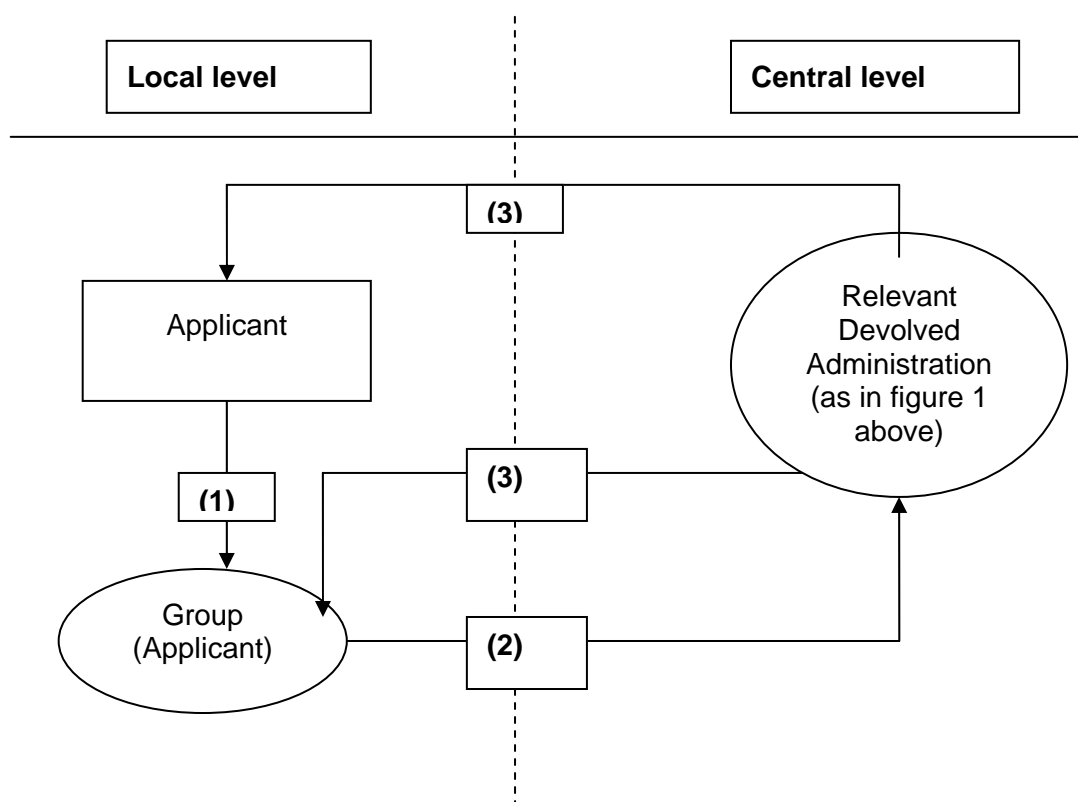 Local level
Central level
(3)
Applicant
Relevant
Devolved
Administration
(as in figure 1
above)
(3)
(1)
Group
(Applicant)
(2)